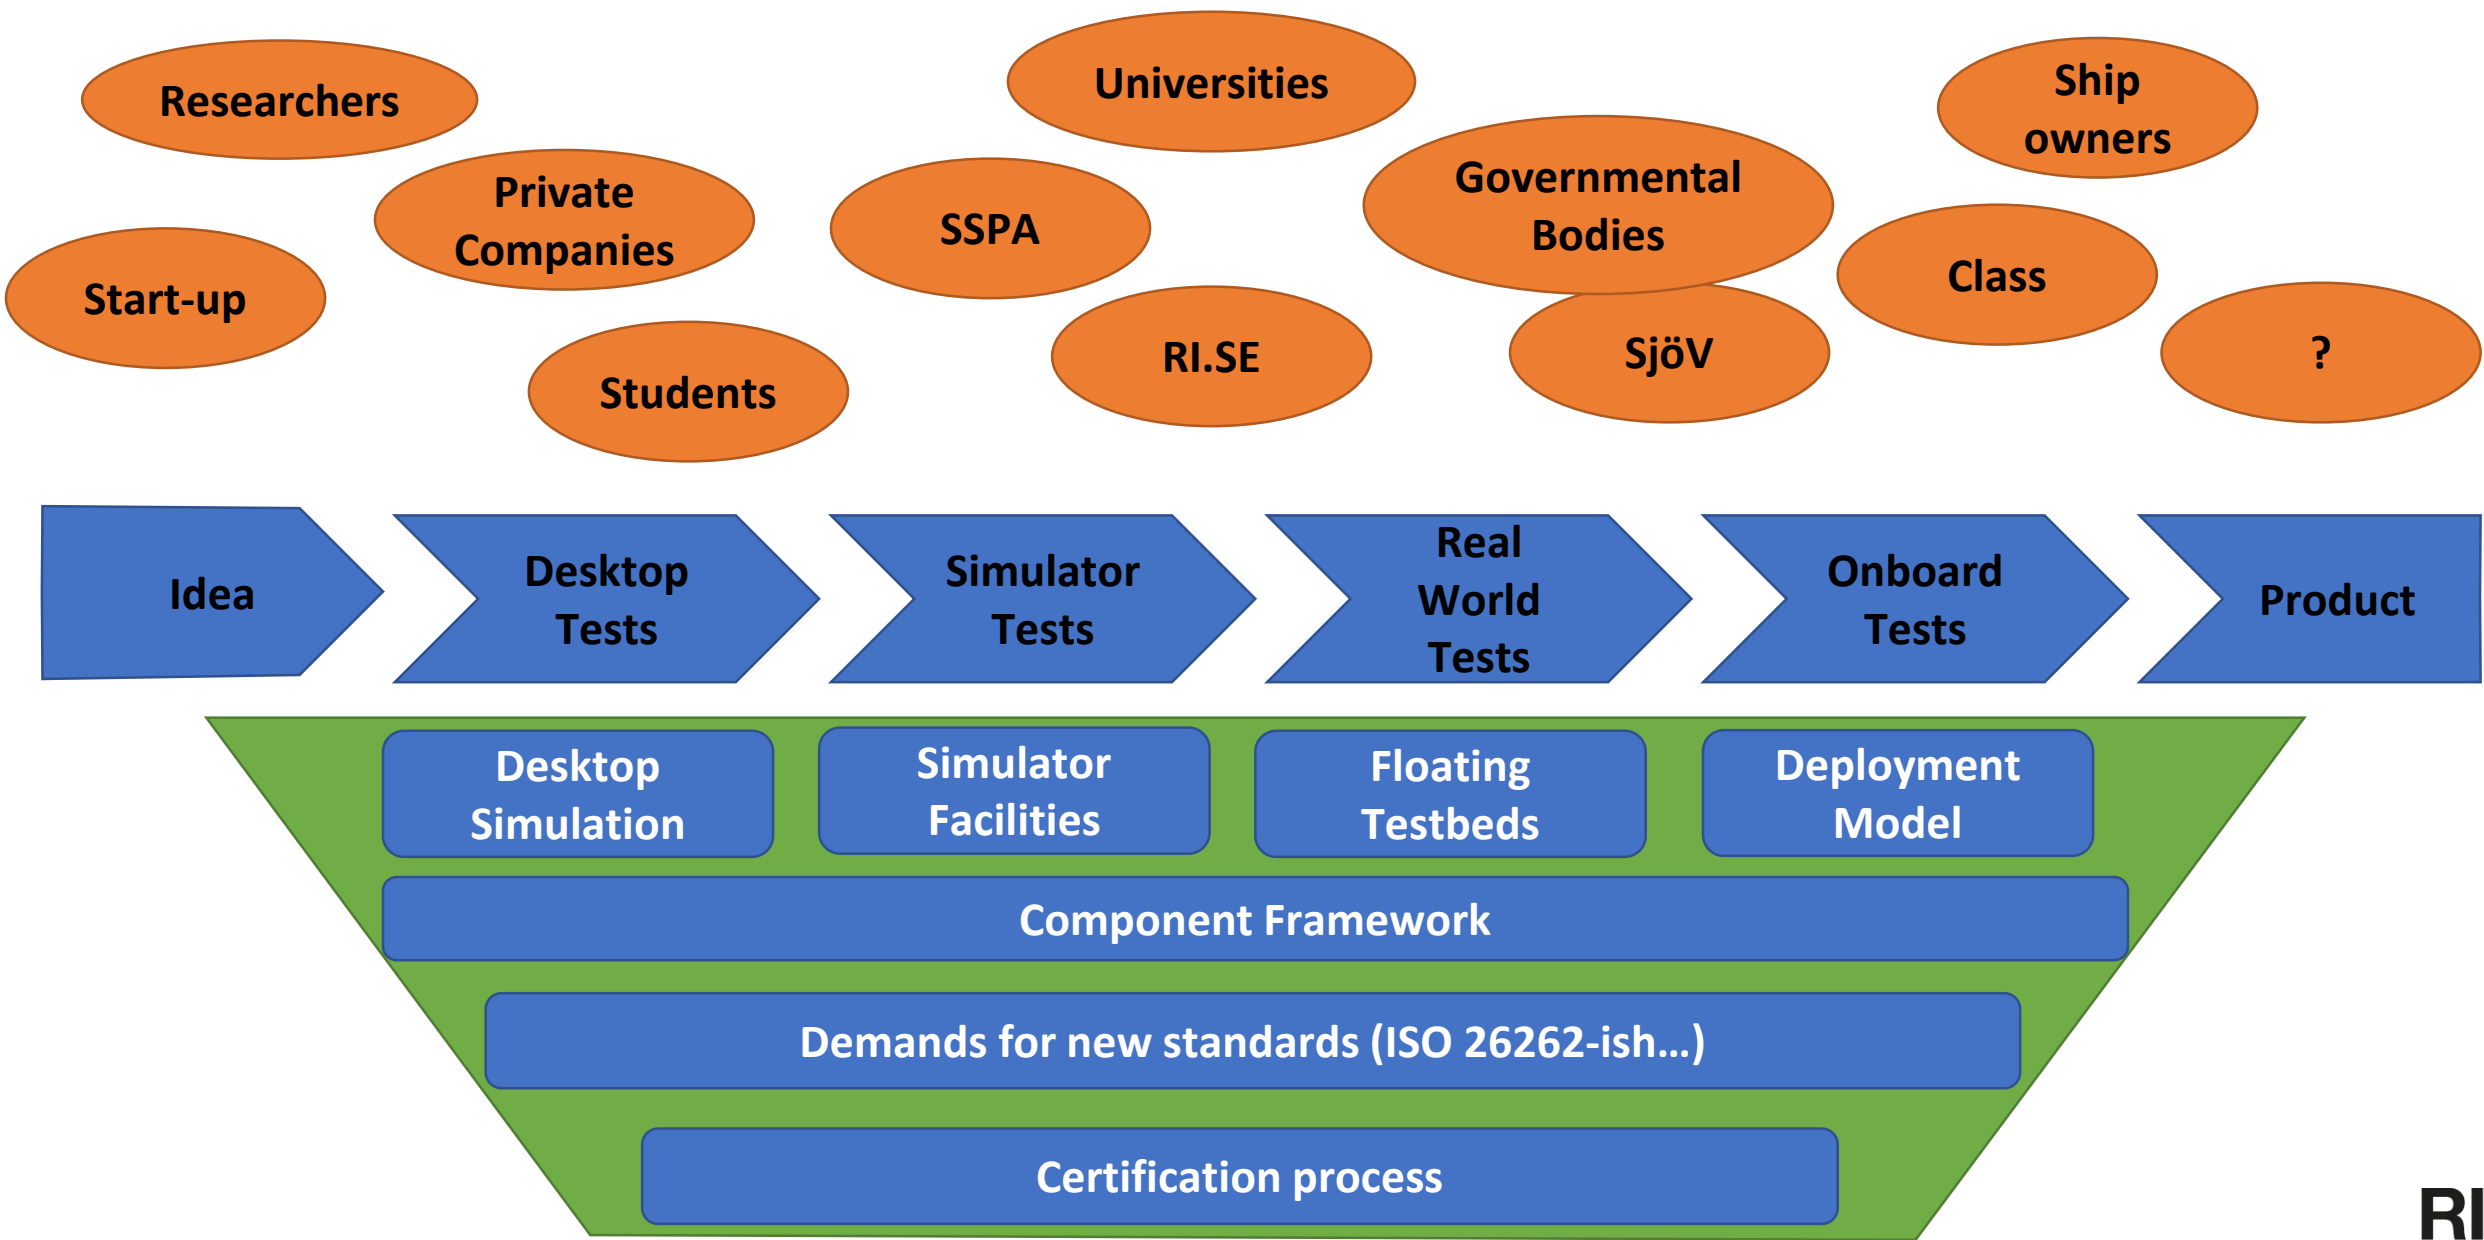 Researchers
Universities
Ship
owners
Private
Companies
Governmental
Bodies
SSPA
Class
Start-up
RI.SE
SjöV
?
Students
Idea
Desktop
Tests
Simulator
Tests
Real
World
Tests
Onboard
Tests
Product
Desktop
Simulation
Simulator
Facilities
Floating
Testbeds
Deployment
Model
Component Framework
Demands for new standards (ISO 26262-ish...)
Certification process
RI